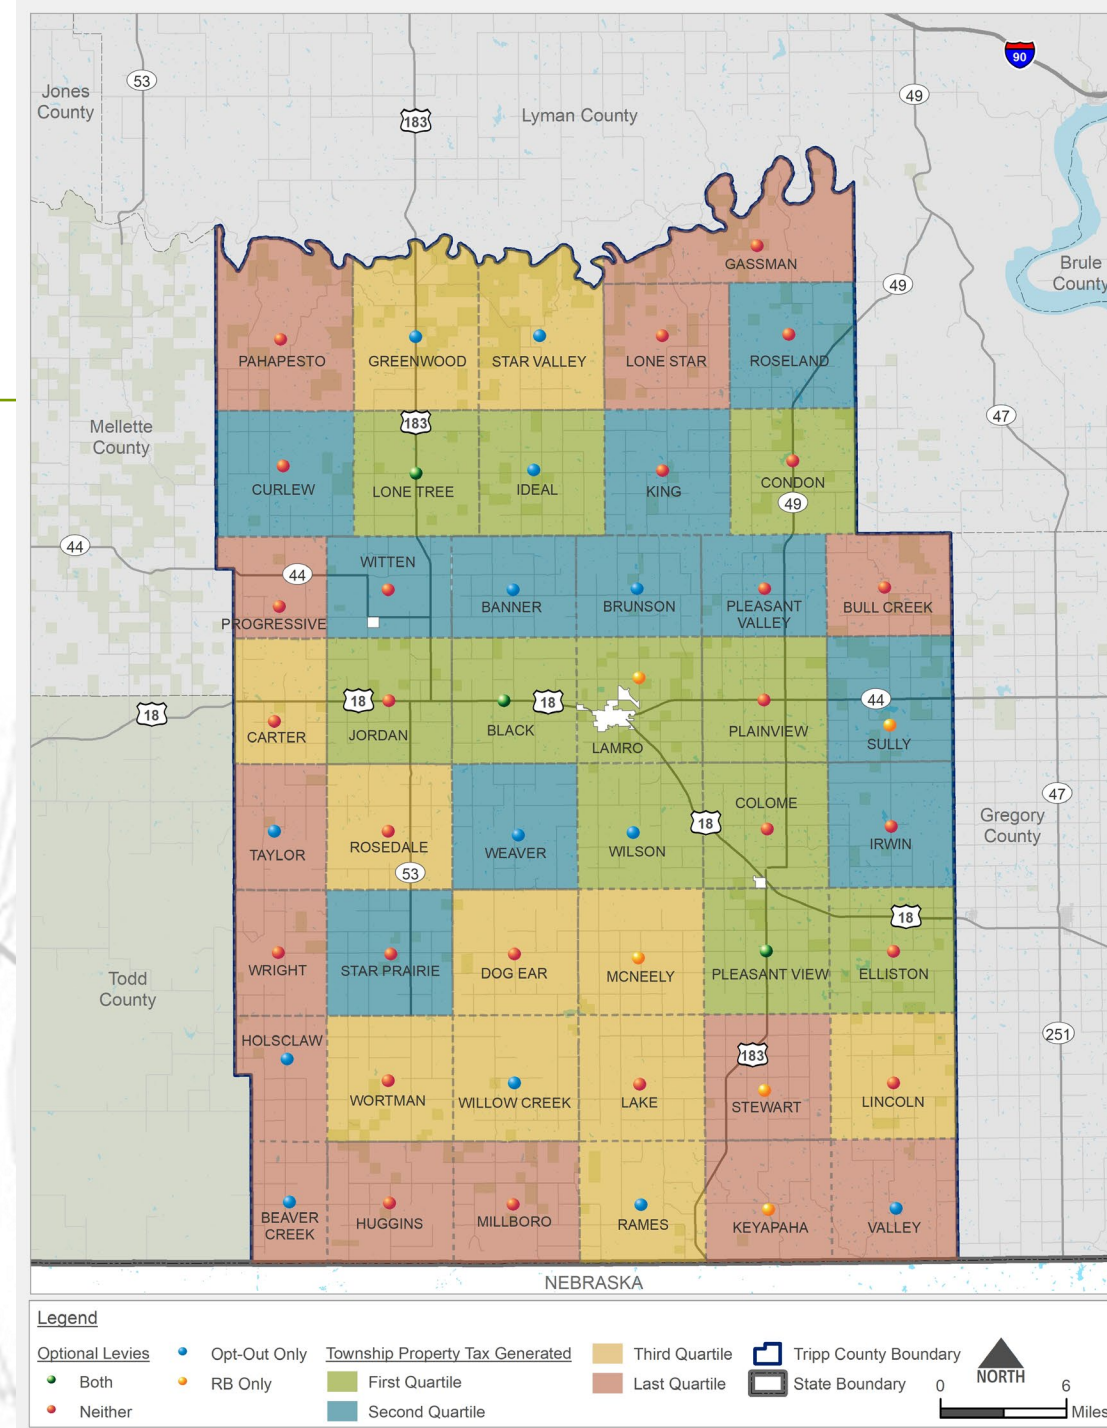 90
53
Jones
County
49
183
Lyman County
GASSMAN
Brule
County
49
PAHAPESTO
GREENWOOD
STAR VALLEY
LONE STAR
ROSELAND
183
47
Mellette
County
CURLEW
LONE TREE
IDEAL
KING
CONDON
49
44
WITTEN
44
PROGRESSIVE
BANNER
BRUNSON
PLEASANT
VALLEY
BULL CREEK
18
18
18
44
CARTER
JORDAN
BLACK
LAMRO
PLAINVIEW
SULLY
47
COLOME
18
Gregory
County
TAYLOR
ROSEDALE
WEAVER
WILSON
IRWIN
53
18
Todd
County
WRIGHT
STAR PRAIRIE
DOG EAR
MCNEELY
PLEASANT VIEW
ELLISTON
HOLSCLAW
251
183
WORTMAN
WILLOW CREEK
LAKE
STEWART
LINCOLN
BEAVER
CREEK
HUGGINS
MILLBORO
RAMES
KEYAPAHA
VALLEY
NEBRASKA
Legend
Optional Levies
Both
Neither
Opt-Out Only
RB Only
Township Property Tax Generated
First Quartile
Second Quartile
Third Quartile
Last Quartile
Tripp County Boundary
State Boundary
NORTH
0 6
Miles